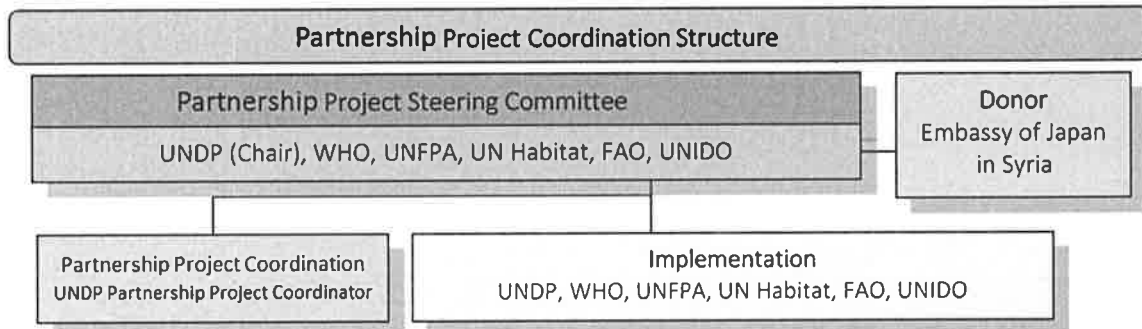 Partnership Project Coordination Structure
Partnership Project Steering Committee
UNDP (Chair), WHO, UNFPA, UN Habitat, FAO, UNIDO
Donor
Embassy of Japan
in Syria
Partnership Project Coordination
UNDP Partnership Project Coordinator
Implementation
UNDP, WHO, UNFPA, UN Habitat, FAO, UNIDO